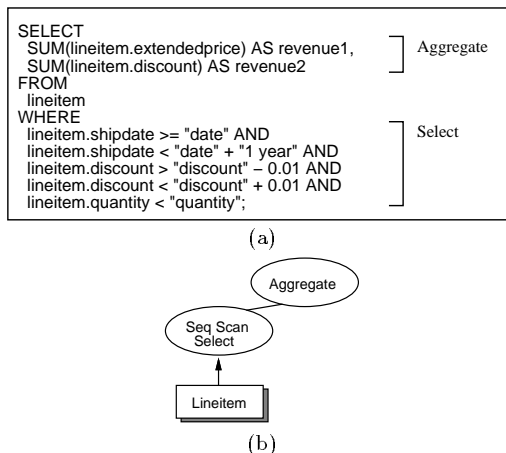 SELECT
SUM(lineitem.extendedprice) AS revenue1,
SUM(lineitem.discount) AS revenue2
Aggregate
FROM
lineitem
WHERE
lineitem.shipdate >= "date" AND
lineitem.shipdate < "date" + "1 year" AND
lineitem.discount > "discount" − 0.01 AND
lineitem.discount < "discount" + 0.01 AND
lineitem.quantity < "quantity";
Select
(a)
Aggregate
Seq Scan
Select
Lineitem
(b)